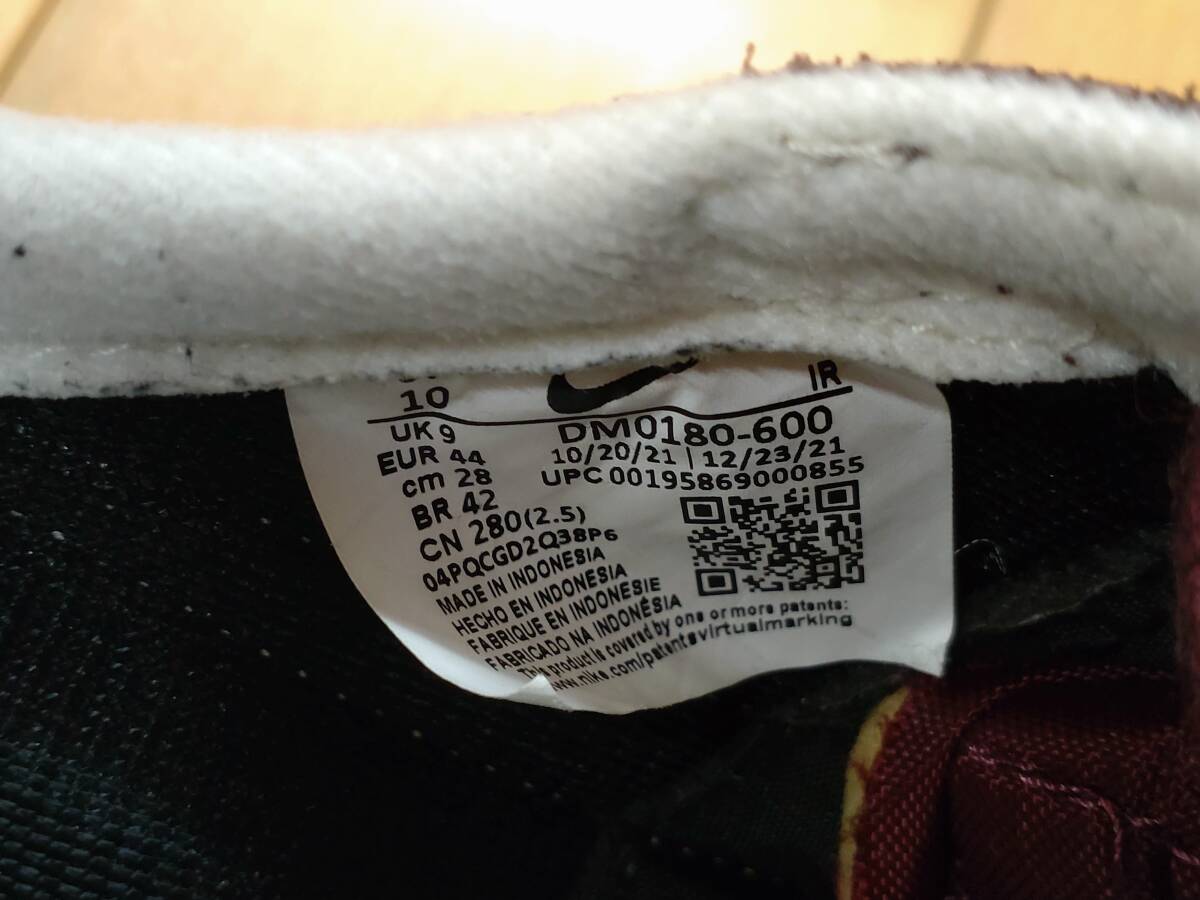 10
IR
UK 9
EUR 44
cm 28
BR 42
CN 280(2.5)
DM0180-600
10/20/21 | 12/23/21
UPC 00195869000855
04PQCGD2Q38P6
MADE IN INDONESIA
HECHO EN INDONESIA
FABRIQUE EN INDONESIE
FABRICADO NA INDONÉSIA
This product is covered by one or more patents:
www.nike.com/patentsvirtualmarking